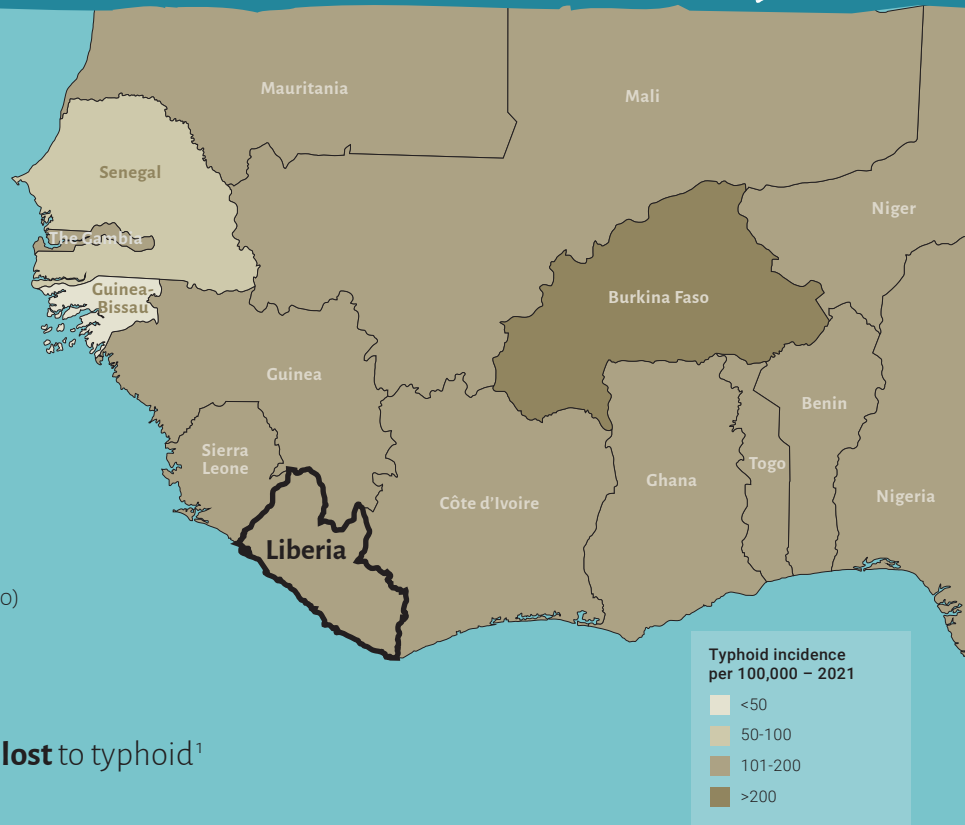 Mauritania
Mali
Senegal
Niger
The Gambia
Guinea-
Bissau
Burkina Faso
Guinea
Benin
Sierra
Leone
Togo
Ghana
Côte d'Ivoire
Nigeria
Liberia
o)
Typhoid incidence
per 100,000 – 2021
<50
50-100
101-200
>200
lost to typhoid¹